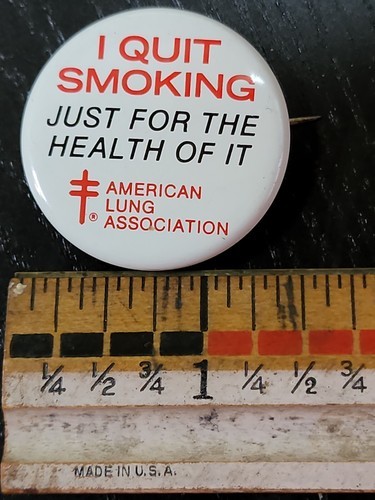 I QUIT
SMOKING
JUST FOR THE
HEALTH OF IT
AMERICAN
LUNG
® ASSOCIATION
1/4 1/2 3/4 1 1/4 1/2 3/4
MADE IN U.S.A.